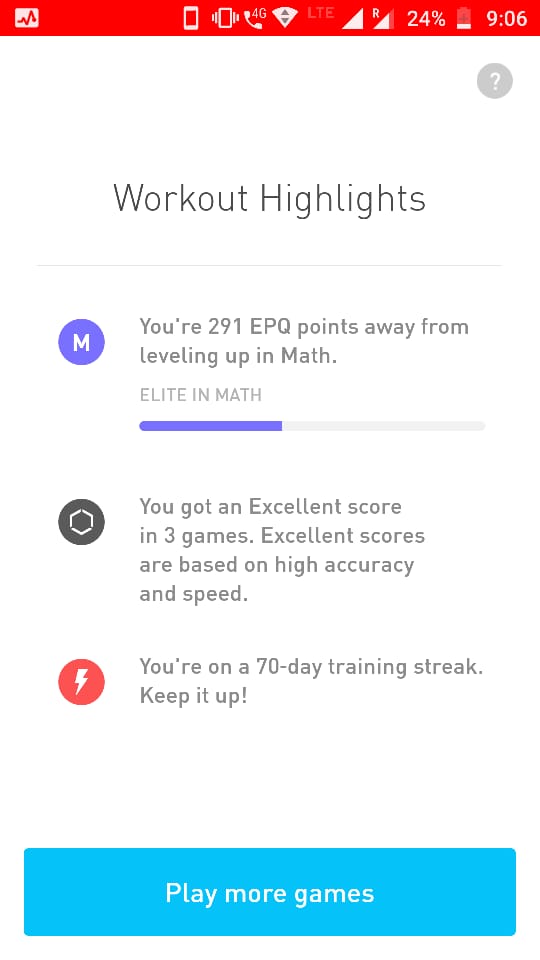 4G LTE R 24% 9:06
?
Workout Highlights
M
You're 291 EPQ points away from
leveling up in Math.
ELITE IN MATH
You got an Excellent score
in 3 games. Excellent scores
are based on high accuracy
and speed.
You're on a 70-day training streak.
Keep it up!
Play more games